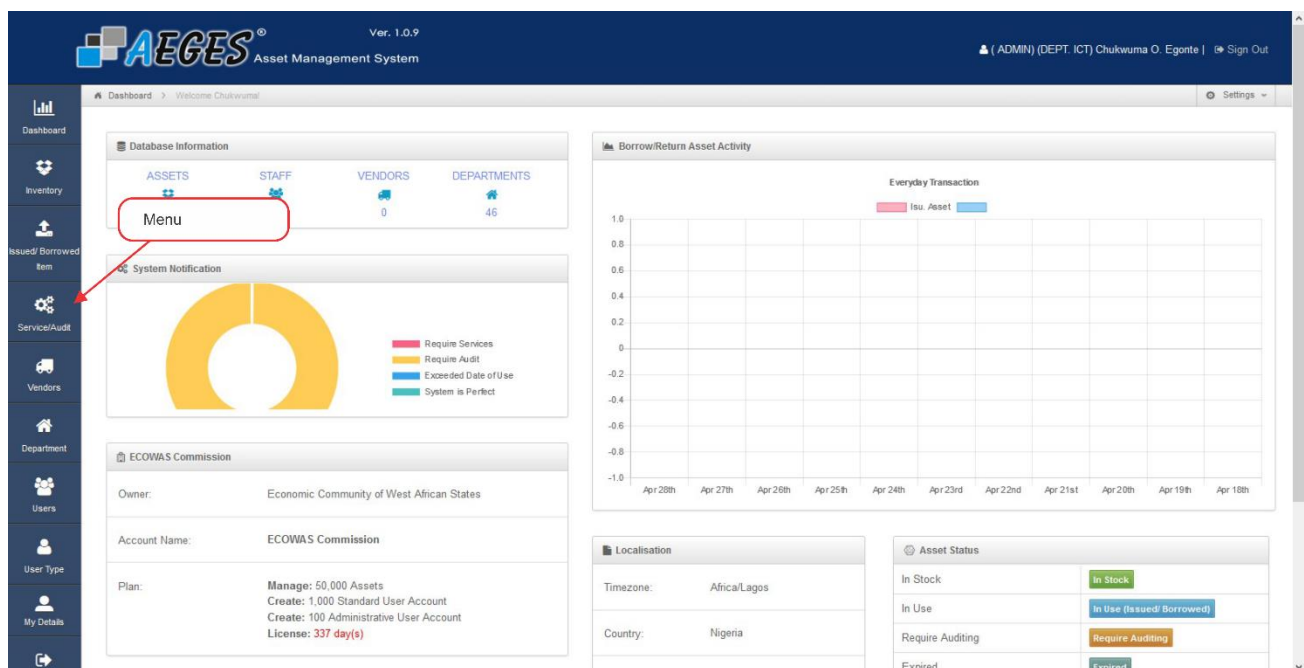 AEGES®
Ver. 1.0.9
Asset Management System
( ADMIN) (DEPT. ICT) Chukwuma O. Egonte | Sign Out
Dashboard > Welcome Chukwuma!
Settings
Dashboard
Inventory
Issued/ Borrowed
Item
Service/Audit
Vendors
Department
Users
User Type
My Details
Database Information
ASSETS STAFF VENDORS DEPARTMENTS
0 46
Menu
System Notification
Require Services
Require Audit
Exceeded Date of Use
System is Perfect
ECOWAS Commission
Owner: Economic Community of West African States
Account Name: ECOWAS Commission
Plan: Manage: 50,000 Assets
Create: 1,000 Standard User Account
Create: 100 Administrative User Account
License: 337 day(s)
Borrow/Return Asset Activity
Everyday Transaction
Isu. Asset
1.0
0.8
0.6
0.4
0.2
0
-0.2
-0.4
-0.6
-0.8
-1.0
Apr 28th Apr 27th Apr 26th Apr 25th Apr 24th Apr 23rd Apr 22nd Apr 21st Apr 20th Apr 19th Apr 18th
Localisation
Timezone: Africa/Lagos
Country: Nigeria
Asset Status
In Stock In Stock
In Use In Use (Issued/ Borrowed)
Require Auditing Require Auditing
Expired Expired